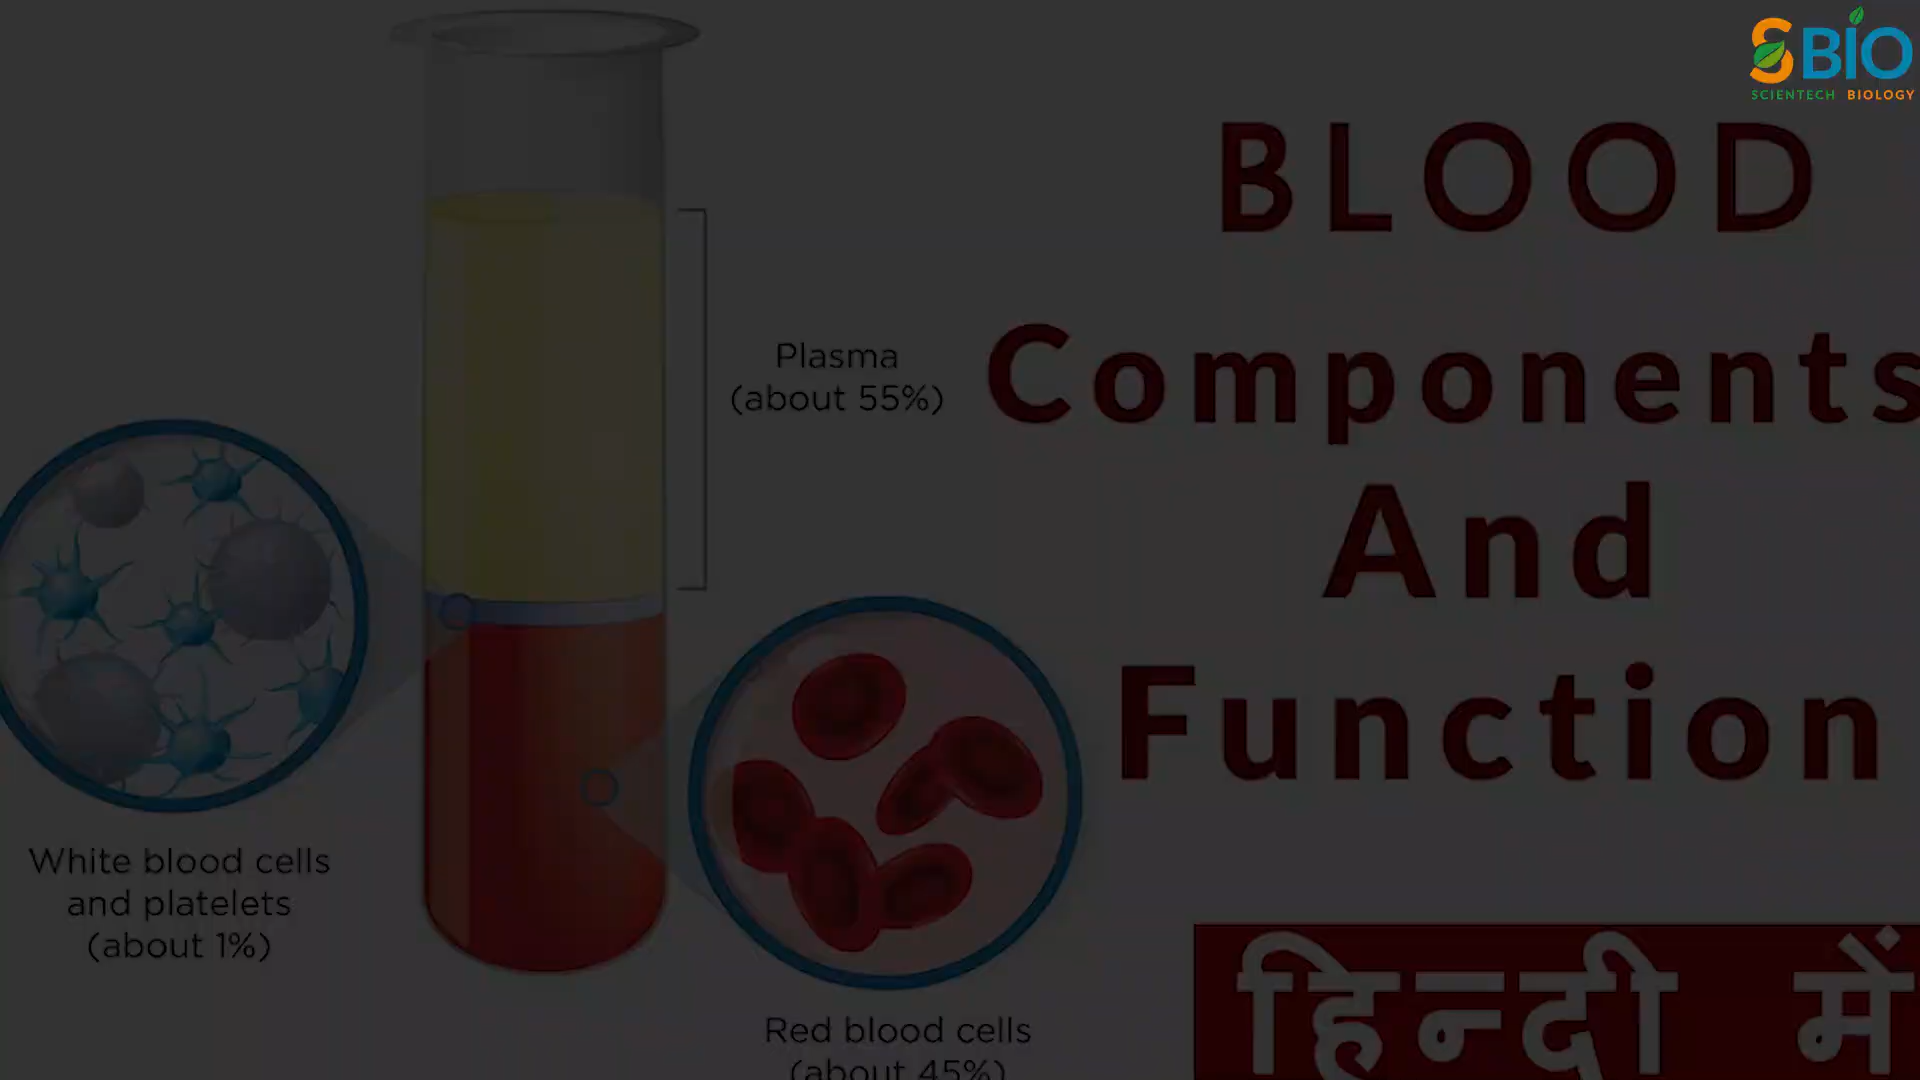 SBIO
SCIENTECH BIOLOGY
BLOOD
Components
And
Function
हिन्दी में
Plasma
(about 55%)
White blood cells
and platelets
(about 1%)
Red blood cells
(about 45%)